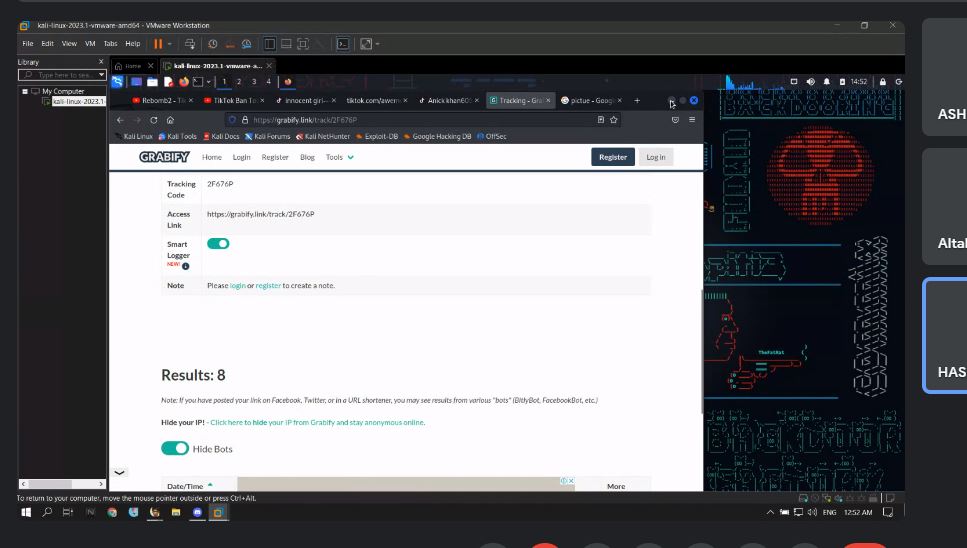 kali-linux-2023.1-vmware-amd64 - VMware Workstation
File Edit View VM Tabs Help
Library
Home kali-linux-2023.1-vmware-a...
Type here to sea...
My Computer
kali-linux-2023.1-
1 2 3 4
14:52
Rebomb2 - Ti
TikTok Ban To
innocent girl-
tiktok.com/awem
Anick khan60
Tracking - Gra
pictue - Googl
https://grabify.link/track/2F676P
Kali Linux Kali Tools Kali Docs Kali Forums Kali NetHunter Exploit-DB Google Hacking DB OffSec
GRABIFY Home Login Register Blog Tools Register Log in
Tracking Code 2F676P
Access Link https://grabify.link/track/2F676P
Smart Logger NEW!
Note Please login or register to create a note.
Results: 8
Note: If you have posted your link on Facebook, Twitter, or in a URL shortener, you may see results from various "bots" (BitlyBot, FacebookBot, etc.)
Hide your IP! - Click here to hide your IP from Grabify and stay anonymous online.
Hide Bots
Date/Time More
TheFatRat
To return to your computer, move the mouse pointer outside or press Ctrl+Alt.
ENG 12:52 AM
ASH
Altal
HAS